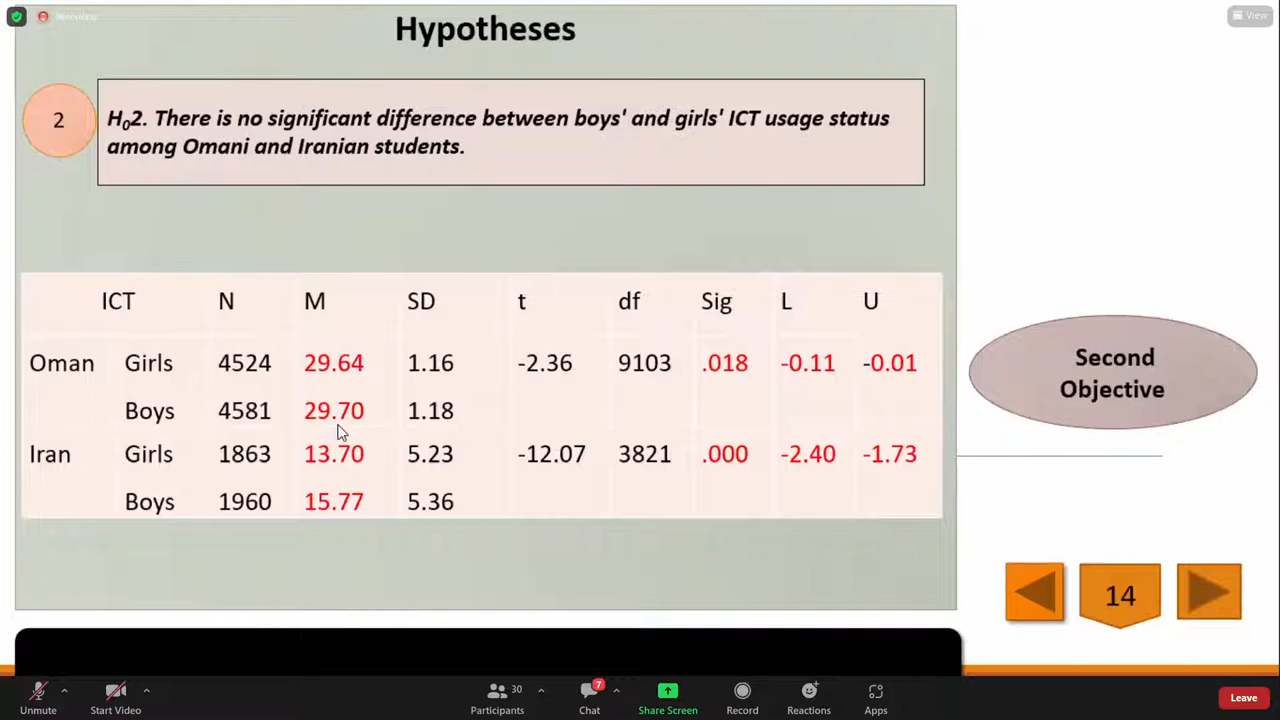 Recording
View
Hypotheses
2
H02. There is no significant difference between boys' and girls' ICT usage status
among Omani and Iranian students.
ICT N M SD t df Sig L U
Oman Girls 4524 29.64 1.16 -2.36 9103 .018 -0.11 -0.01
Boys 4581 29.70 1.18
Iran Girls 1863 13.70 5.23 -12.07 3821 .000 -2.40 -1.73
Boys 1960 15.77 5.36
Second
Objective
14
30
7
Unmute Start Video Participants Chat Share Screen Record Reactions Apps Leave